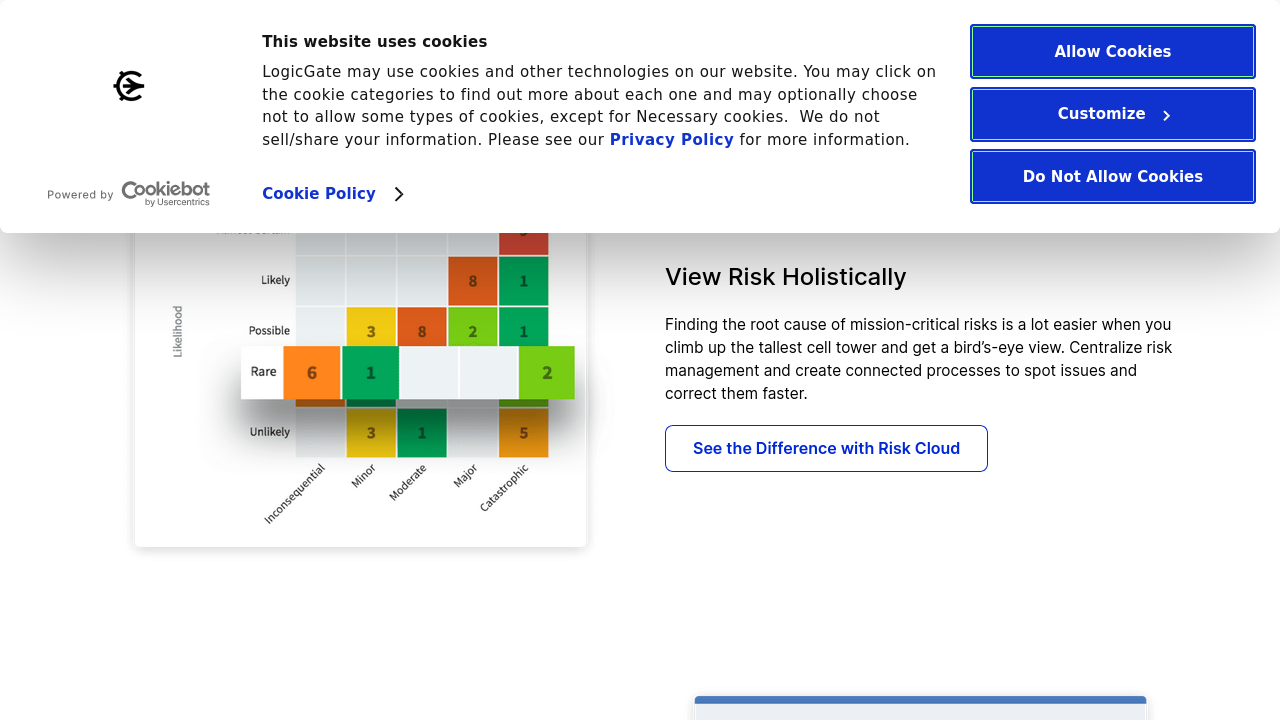 This website uses cookies
LogicGate may use cookies and other technologies on our website. You may click on
the cookie categories to find out more about each one and may optionally choose
not to allow some types of cookies, except for Necessary cookies.  We do not
sell/share your information. Please see our Privacy Policy for more information.
Cookie Policy
Powered by Cookiebot
by Usercentrics
Allow Cookies
Customize
Do Not Allow Cookies
Likelihood
Likely 8 1
Possible 3 8 2 1
Rare 6 1 2
Unlikely 3 1 5
Inconsequential
Minor
Moderate
Major
Catastrophic
View Risk Holistically
Finding the root cause of mission-critical risks is a lot easier when you
climb up the tallest cell tower and get a bird’s-eye view. Centralize risk
management and create connected processes to spot issues and
correct them faster.
See the Difference with Risk Cloud